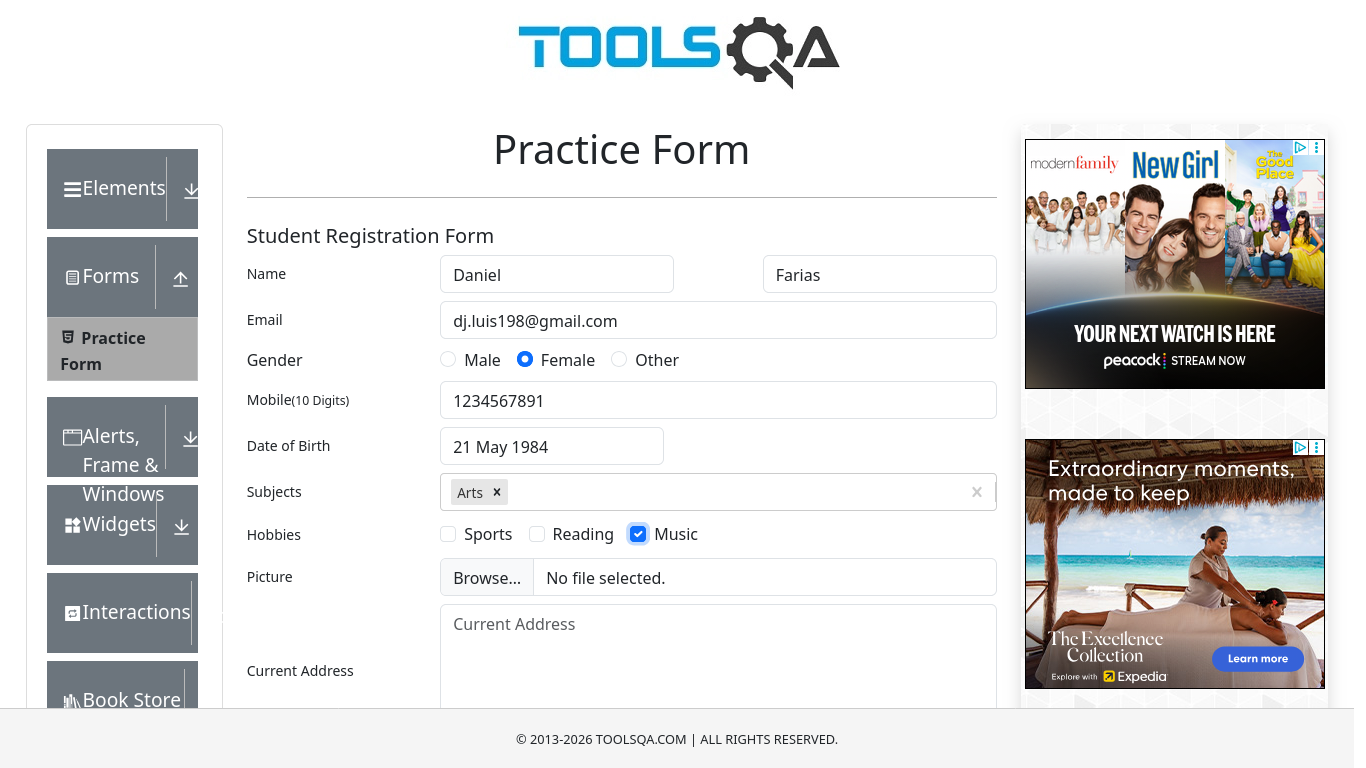 TOOLSQA
Elements
Forms
Practice
Form
Alerts,
Frame &
Windows
Widgets
Interactions
Book Store
Practice Form
Student Registration Form
Name
Daniel
Farias
Email
dj.luis198@gmail.com
Gender
Male
Female
Other
Mobile(10 Digits)
1234567891
Date of Birth
21 May 1984
Subjects
Arts
Hobbies
Sports
Reading
Music
Picture
Browse...
No file selected.
Current Address
Current Address
modern family
New Girl
The
Good
Place
YOUR NEXT WATCH IS HERE
peacock
STREAM NOW
Extraordinary moments,
made to keep
The Excellence
Collection
Explore with Expedia
Learn more
© 2013-2026 TOOLSQA.COM | ALL RIGHTS RESERVED.